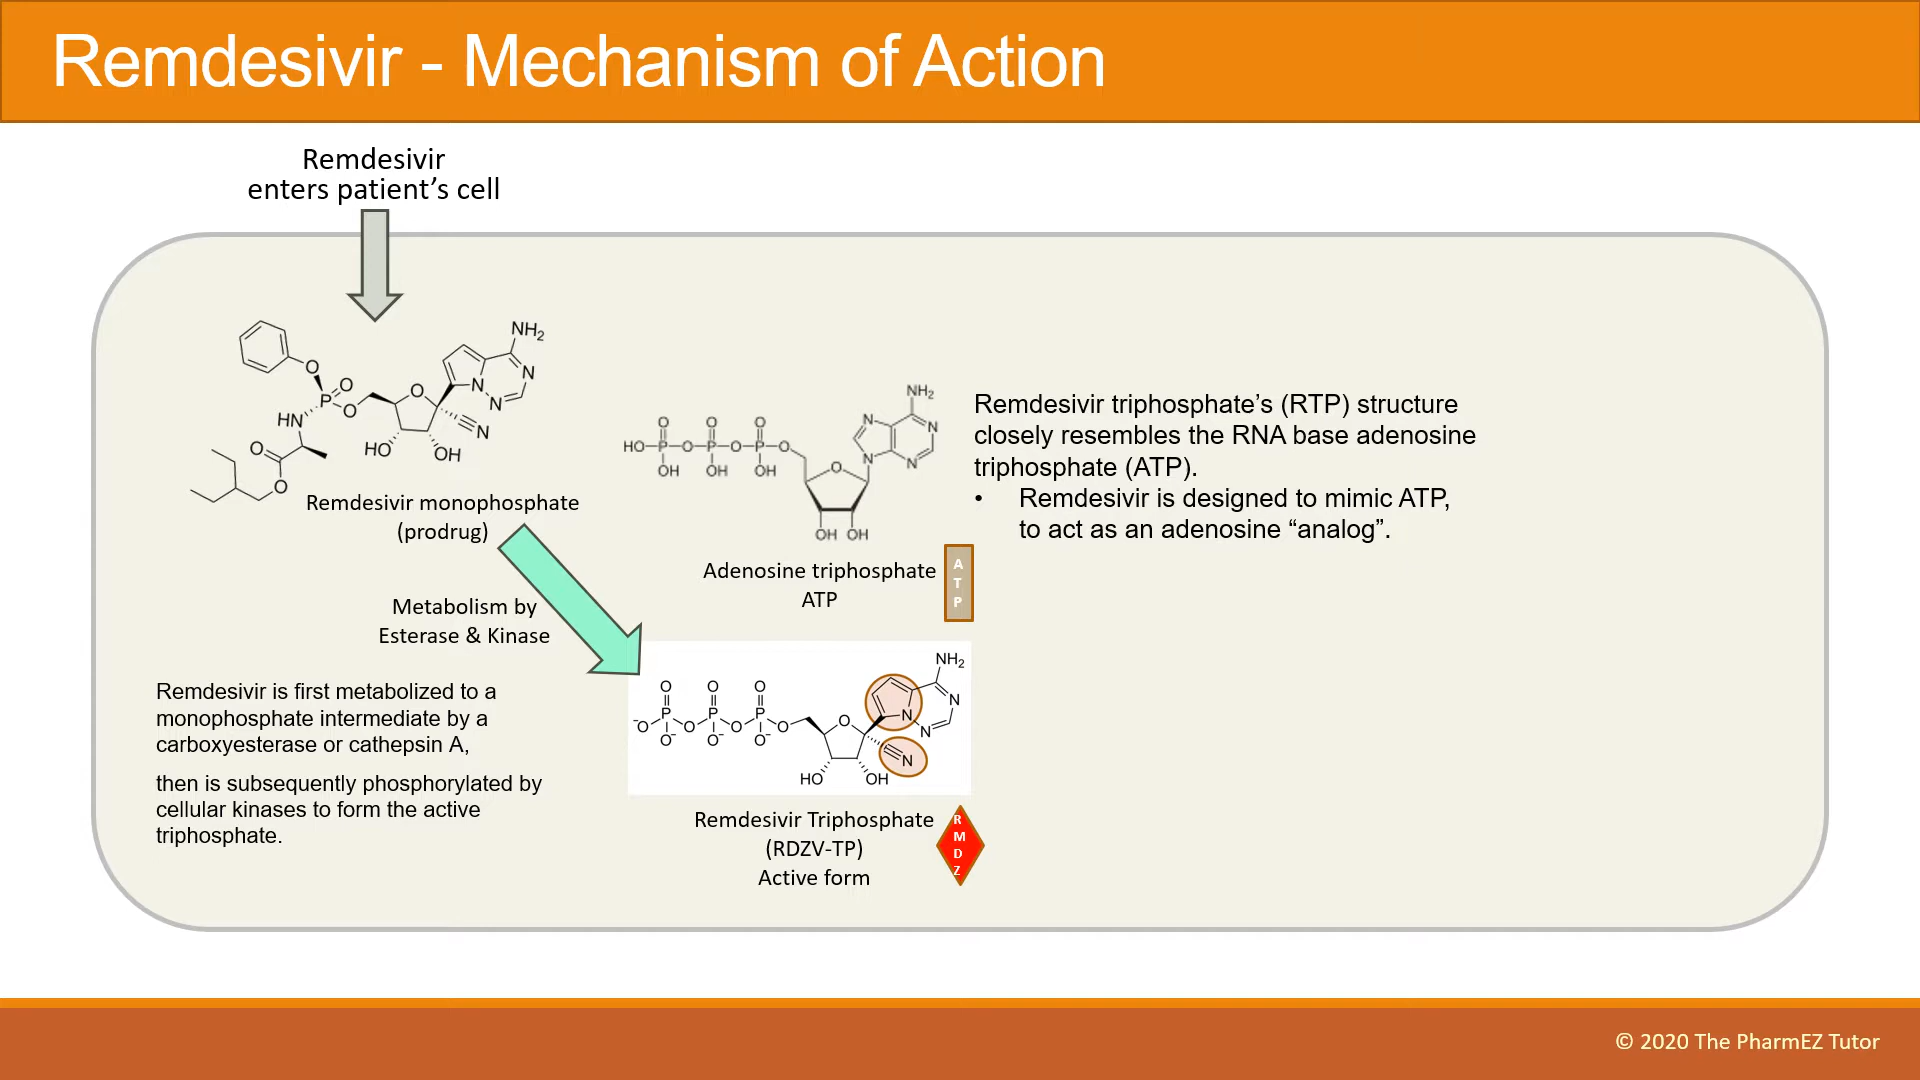 Remdesivir - Mechanism of Action
Remdesivir
enters patient's cell
NH₂
O
P
O
O
O
N
N
N
HN
N
HO
OH
O
O
Remdesivir monophosphate
(prodrug)
Metabolism by
Esterase & Kinase
Remdesivir is first metabolized to a
monophosphate intermediate by a
carboxyesterase or cathepsin A,
then is subsequently phosphorylated by
cellular kinases to form the active
triphosphate.
NH₂
O O O
HO P O P O P O
OH OH OH
O
N
N
N
N
OH OH
Adenosine triphosphate
ATP
A
T
P
NH₂
O O O
⁻O P O P O P O
O⁻ O⁻ O⁻
O
N
N
N
N
HO
OH
Remdesivir Triphosphate
(RDZV-TP)
Active form
R
M
D
Z
Remdesivir triphosphate's (RTP) structure
closely resembles the RNA base adenosine
triphosphate (ATP).
• Remdesivir is designed to mimic ATP,
to act as an adenosine “analog”.
© 2020 The PharmEZ Tutor